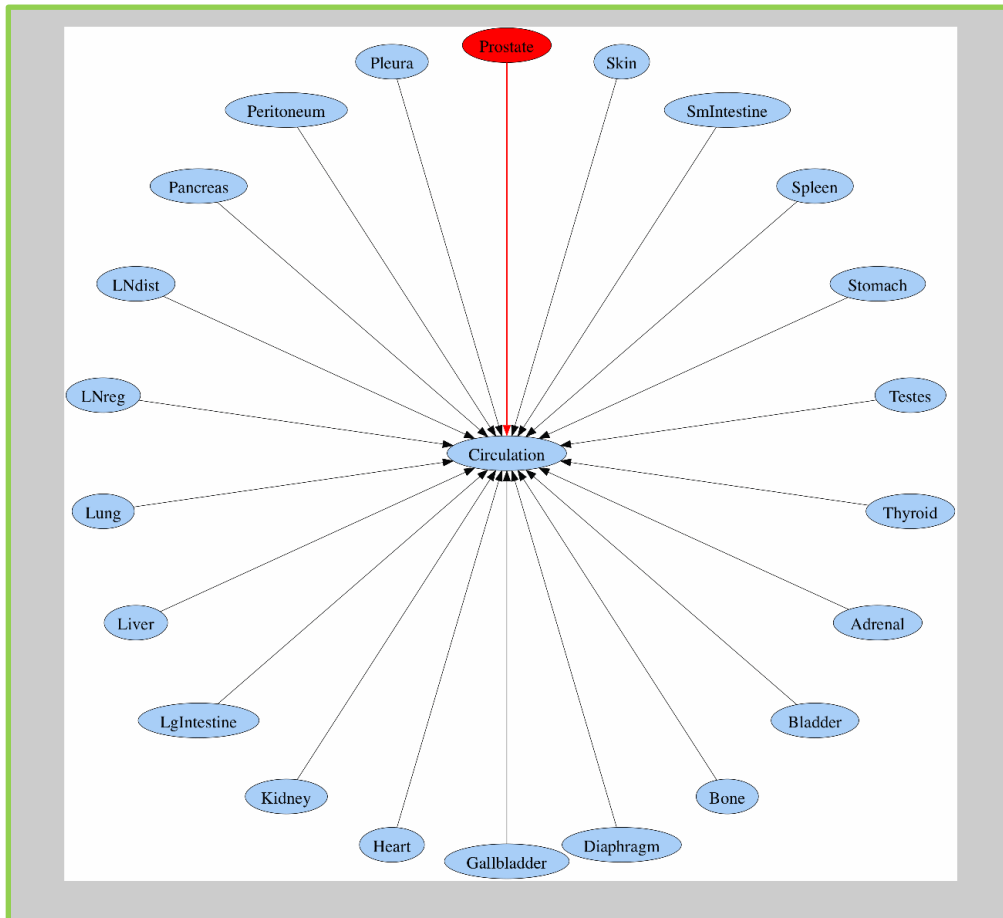 Prostate
Pleura
Skin
Peritoneum
SmIntestine
Pancreas
Spleen
LNdist
Stomach
LNreg
Testes
Circulation
Lung
Thyroid
Liver
Adrenal
LgIntestine
Bladder
Kidney
Bone
Heart
Diaphragm
Gallbladder